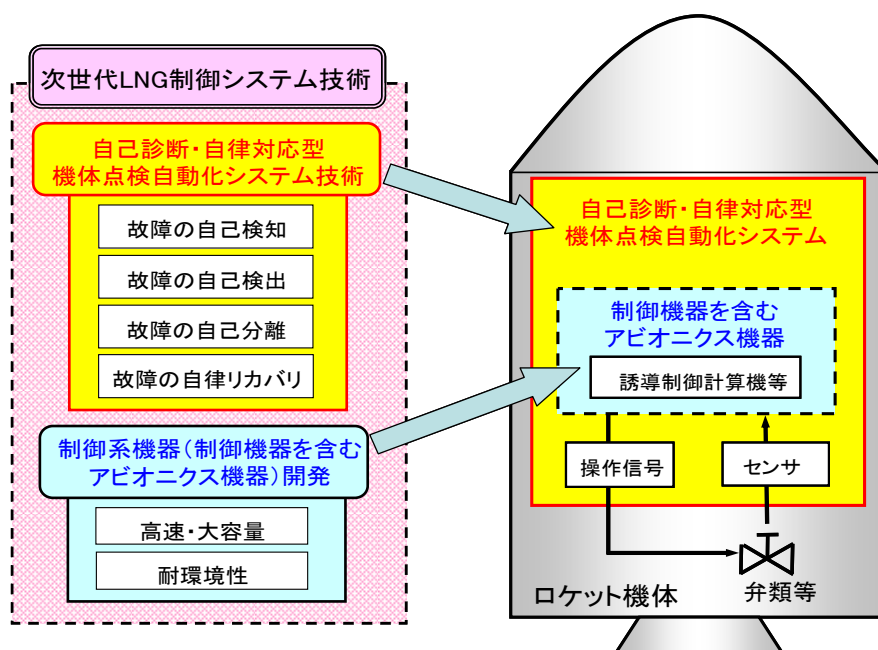 次世代LNG制御システム技術
自己診断・自律対応型
機体点検自動化システム技術
故障の自己検知
故障の自己検出
故障の自己分離
故障の自律リカバリ
制御系機器(制御機器を含む
アビオニクス機器)開発
高速・大容量
耐環境性
自己診断・自律対応型
機体点検自動化システム
制御機器を含む
アビオニクス機器
誘導制御計算機等
操作信号
センサ
弁類等
ロケット機体